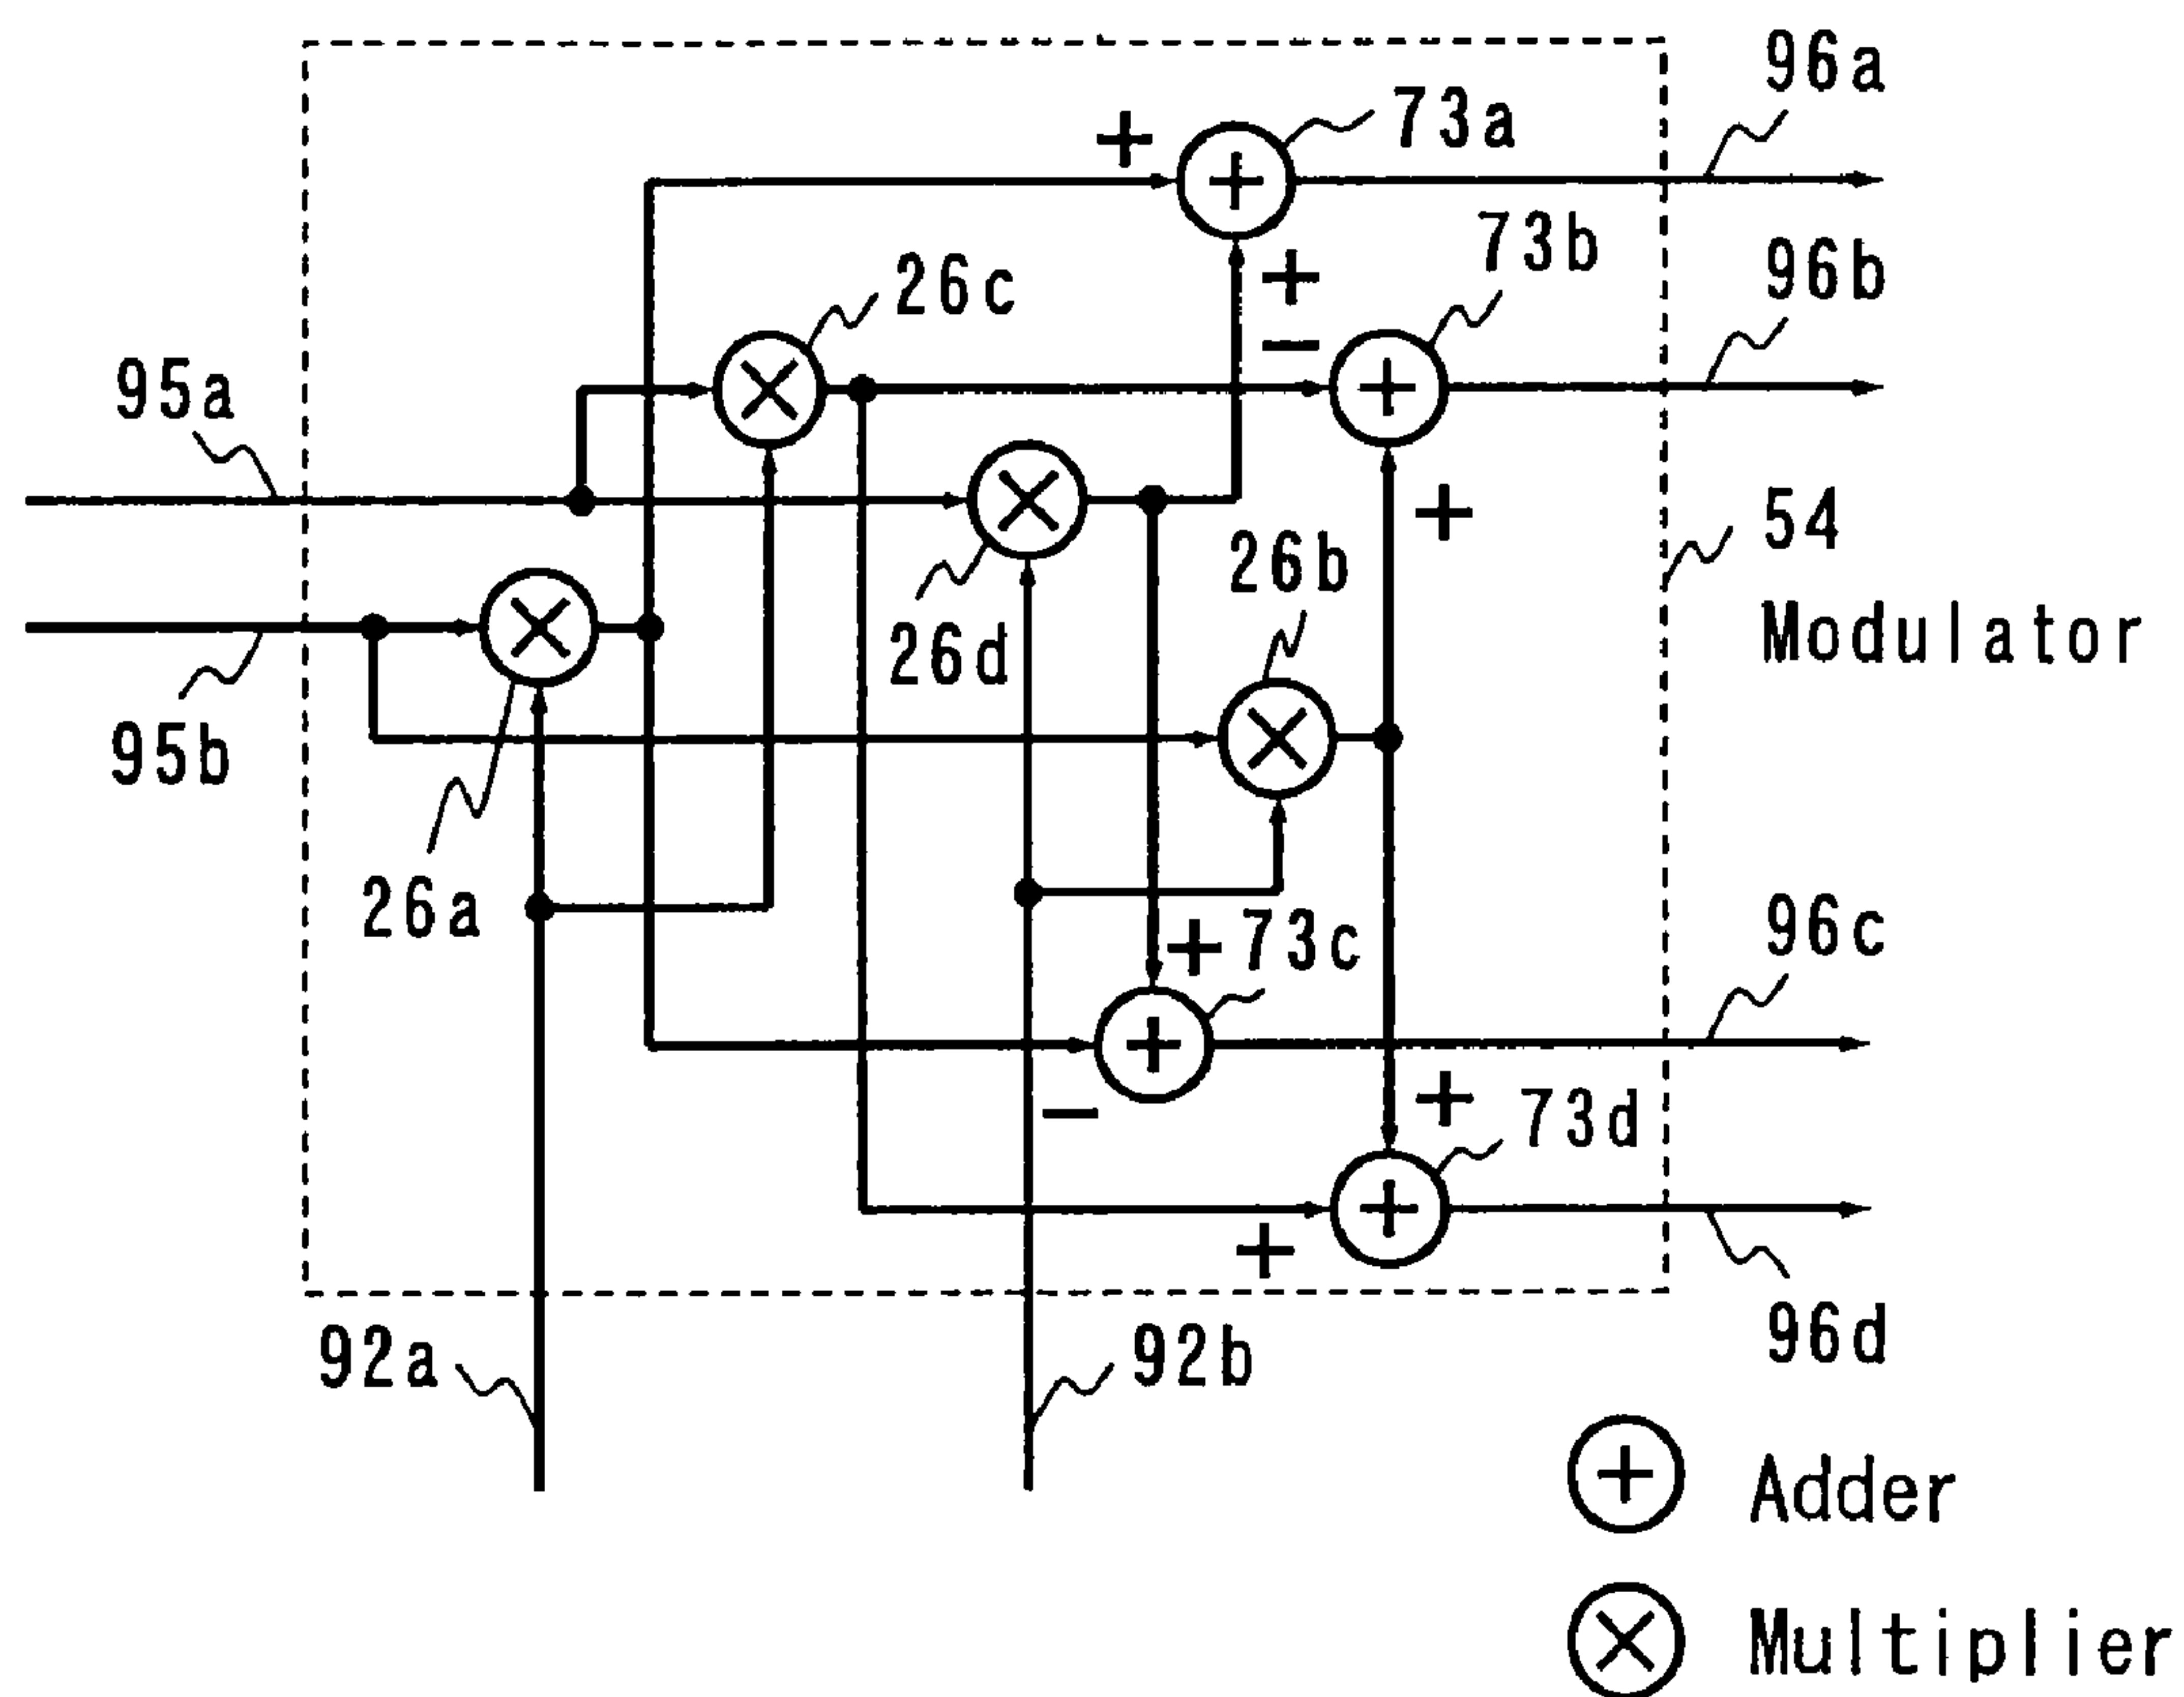 96a
+ 73a
73b
26c + 96b
−
95a
+ 54
26b
26d Modulator
95b
26a 96c
+ 73c
+
− 73d
+
92a 92b 96d
Adder
Multiplier